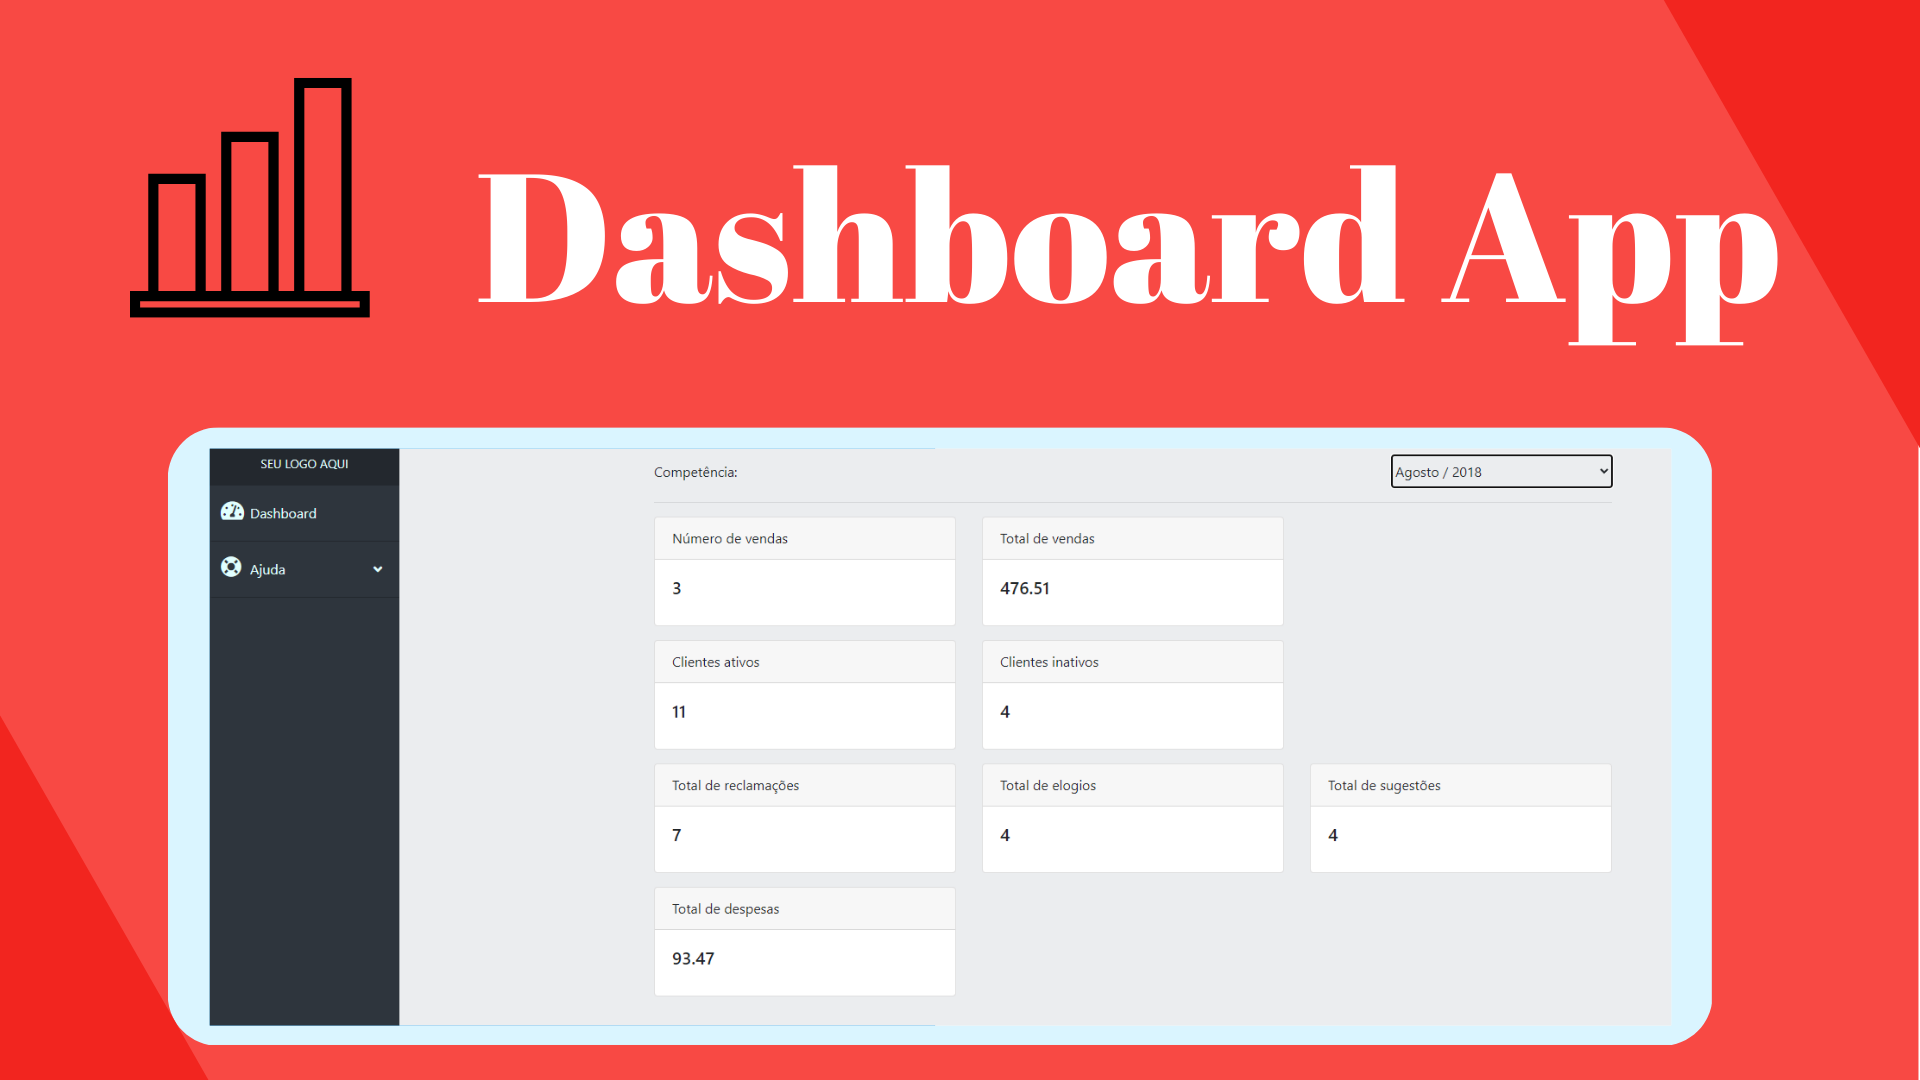 Dashboard App
SEU LOGO AQUI
Dashboard
Ajuda
Competência:
Agosto / 2018
Número de vendas
3
Total de vendas
476.51
Clientes ativos
11
Clientes inativos
4
Total de reclamações
7
Total de elogios
4
Total de sugestões
4
Total de despesas
93.47